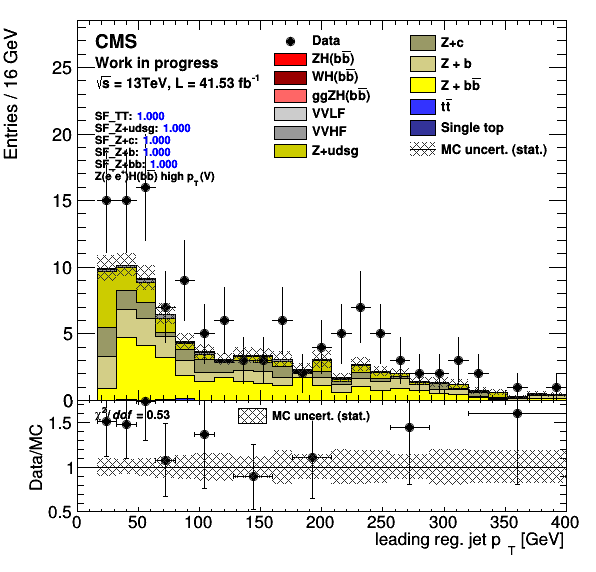 CMS
Work in progress
√s = 13TeV, L = 41.53 fb⁻¹
SF_TT: 1.000
SF_Z+udsg: 1.000
SF_Z+c: 1.000
SF_Z+b: 1.000
SF_Z+bb: 1.000
Z(e⁻e⁺)H(bb̅) high p_T(V)
Data
ZH(bb̅)
WH(bb̅)
ggZH(bb̅)
VVLF
VVHF
Z+udsg
Z+c
Z + b
Z + bb̅
tt̅
Single top
MC uncert. (stat.)
Entries / 16 GeV
25
20
15
10
5
0
χ²/dof = 0.53
MC uncert. (stat.)
Data/MC
1.5
1
0.5
0 50 100 150 200 250 300 350 400
leading reg. jet p_T [GeV]